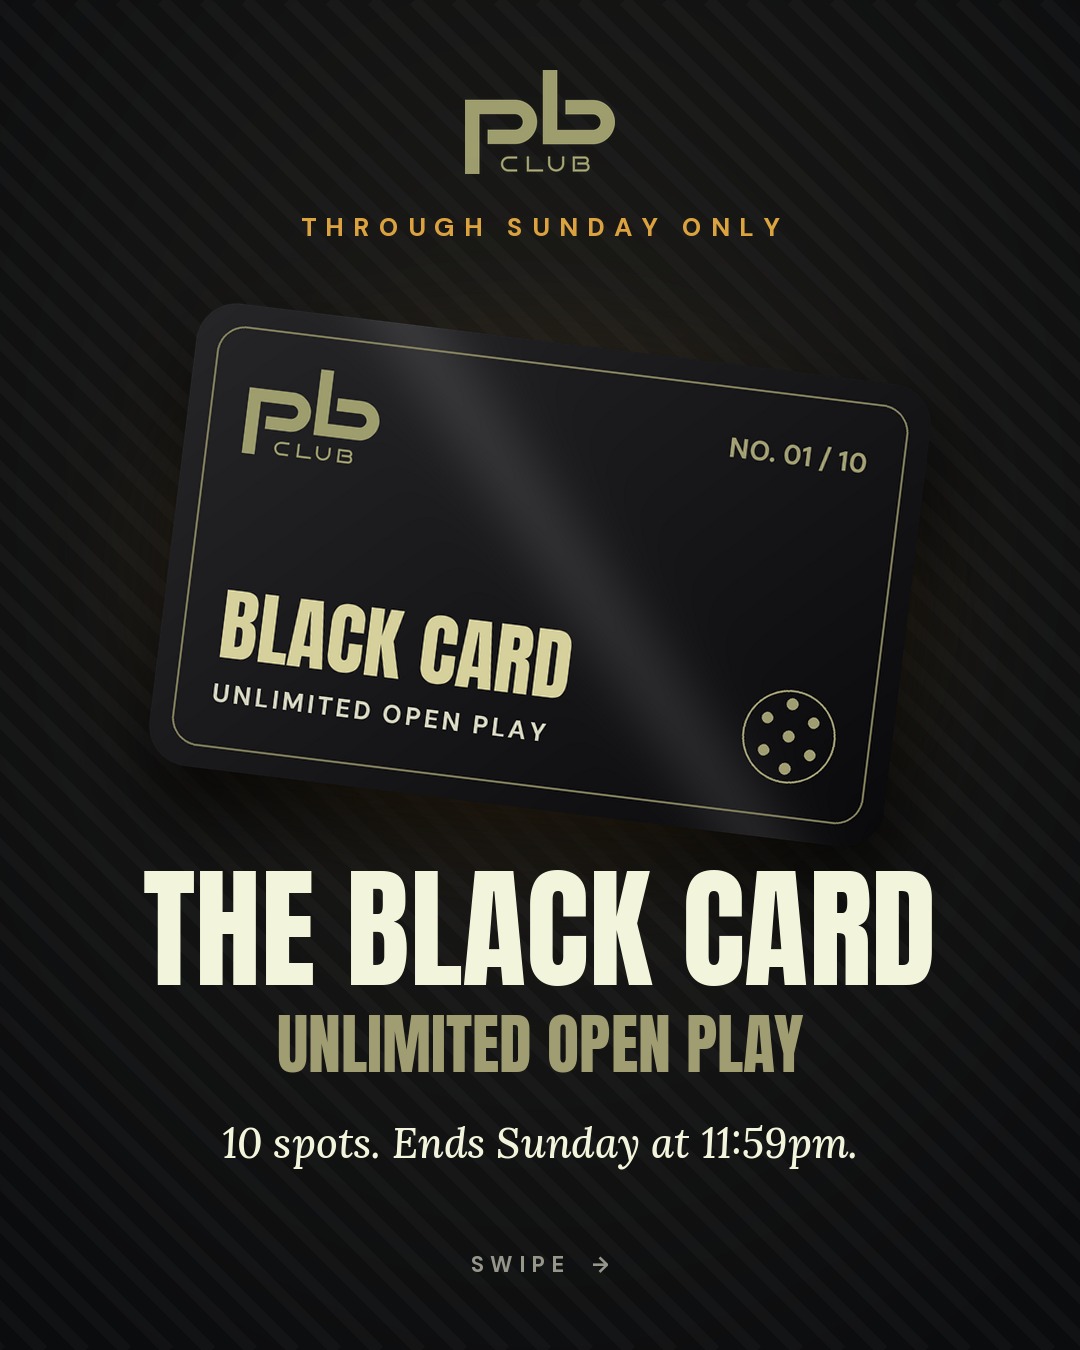 pb
CLUB
THROUGH SUNDAY ONLY
pb
CLUB
NO. 01 / 10
BLACK CARD
UNLIMITED OPEN PLAY
THE BLACK CARD
UNLIMITED OPEN PLAY
10 spots. Ends Sunday at 11:59pm.
SWIPE →